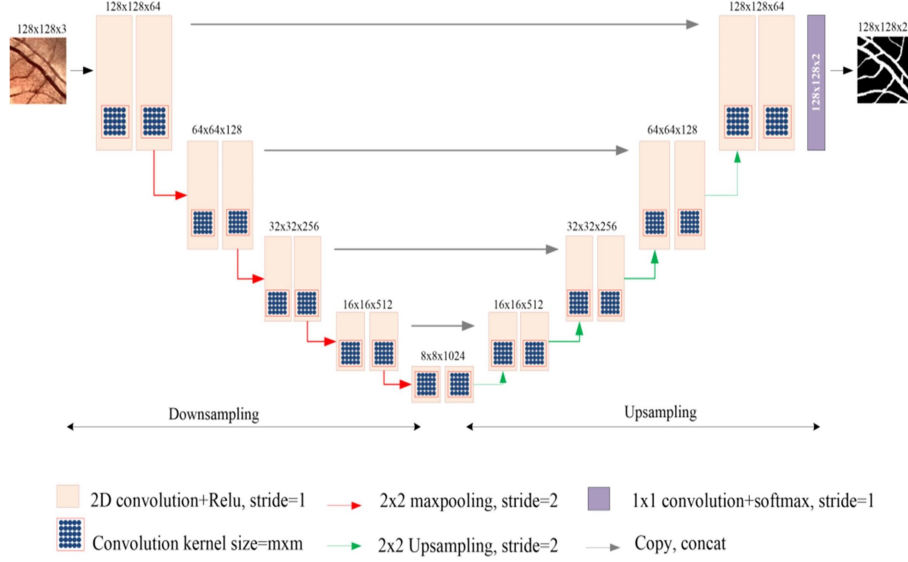 128x128x64
128x128x64
128x128x3
128x128x2
128x128x2
64x64x128
64x64x128
32x32x256
32x32x256
16x16x512
16x16x512
8x8x1024
Downsampling
Upsampling
2D convolution+Relu, stride=1
2x2 maxpooling, stride=2
1x1 convolution+softmax, stride=1
Convolution kernel size=mxm
2x2 Upsampling, stride=2
Copy, concat